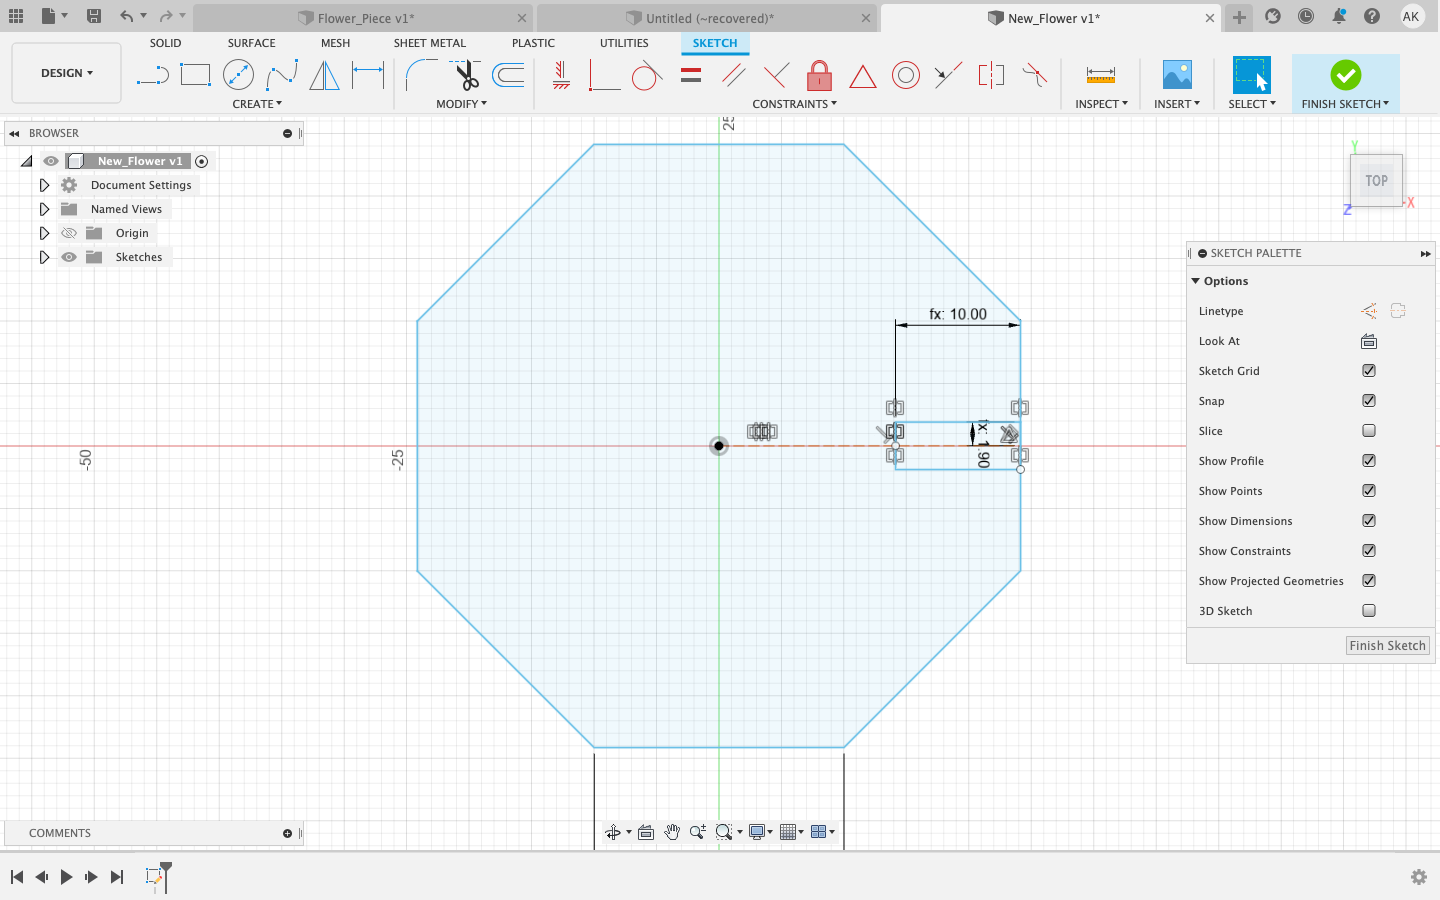 Flower_Piece v1*
Untitled (~recovered)*
New_Flower v1*
AK
DESIGN
SOLID
SURFACE
MESH
SHEET METAL
PLASTIC
UTILITIES
SKETCH
CREATE
MODIFY
CONSTRAINTS
INSPECT
INSERT
SELECT
FINISH SKETCH
BROWSER
New_Flower v1
Document Settings
Named Views
Origin
Sketches
25
-50
-25
fx: 10.00
fx: 1.90
Y
TOP
Z
-X
SKETCH PALETTE
Options
Linetype
Look At
Sketch Grid
Snap
Slice
Show Profile
Show Points
Show Dimensions
Show Constraints
Show Projected Geometries
3D Sketch
Finish Sketch
COMMENTS